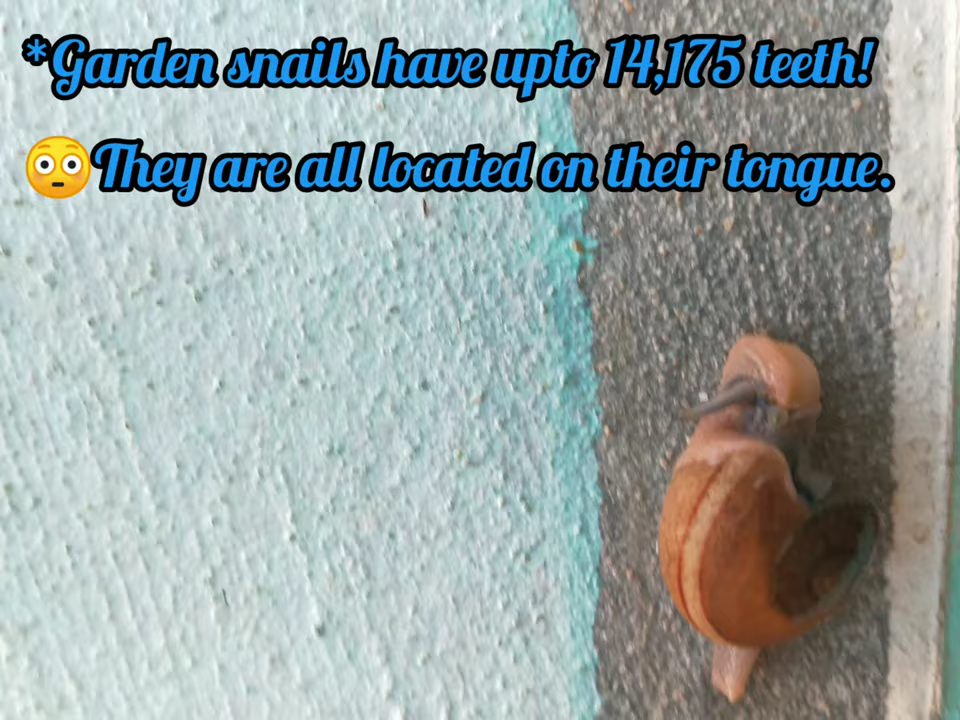 *Garden snails have upto 14,175 teeth!
😳They are all located on their tongue.